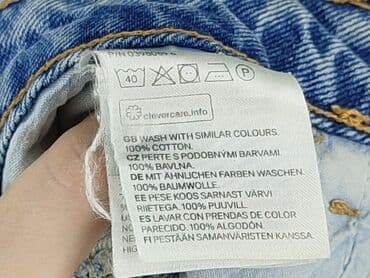 40 P
clevercare.info
GB WASH WITH SIMILAR COLOURS.
100% COTTON.
CZ PERTE S PODOBNÝMI BARVAMI.
100% BAVLNA.
DE MIT ÄHNLICHEN FARBEN WASCHEN.
100% BAUMWOLLE.
EE PESE KOOS SARNAST VÄRVI
RIIETEGA. 100% PUUVILL.
ES LAVAR CON PRENDAS DE COLOR
PARECIDO. 100% ALGODÓN.
FI PESTÄÄN SAMANVÄRISTEN KANSSA.